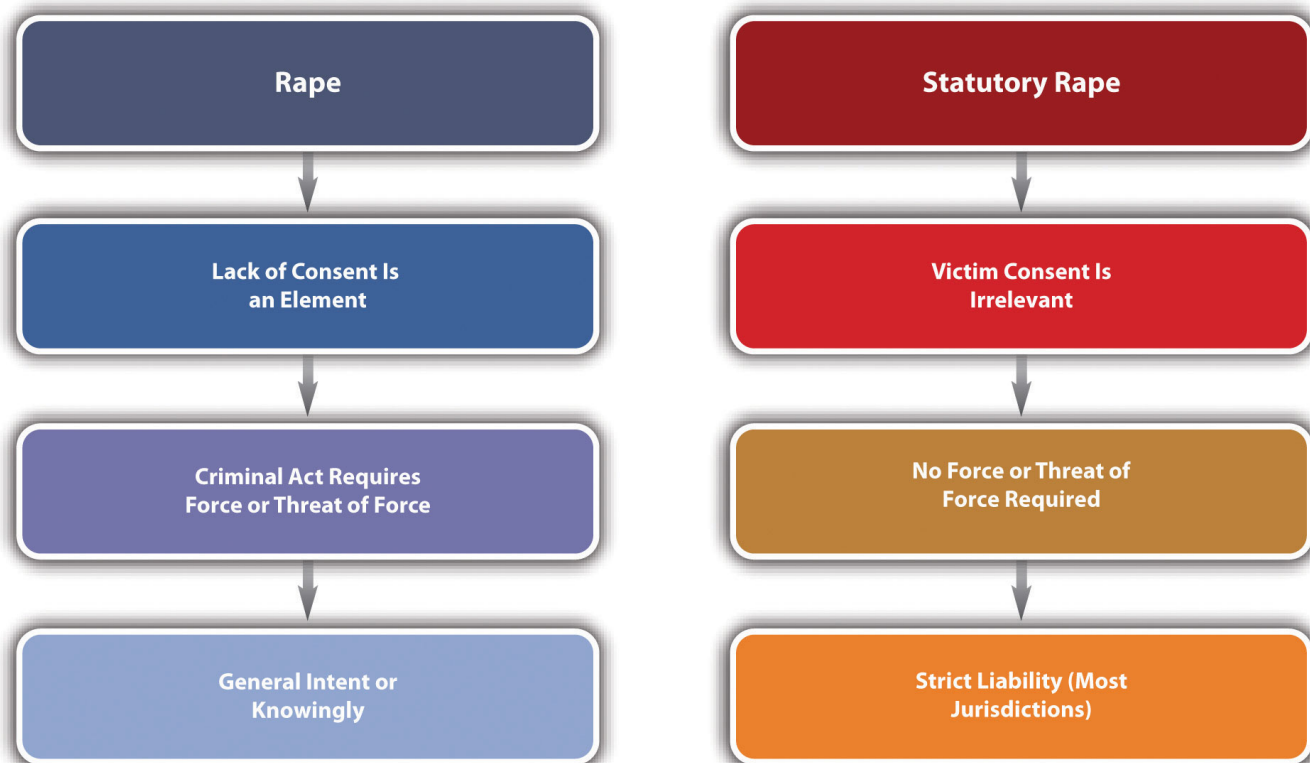 Rape
Lack of Consent Is
an Element
Criminal Act Requires
Force or Threat of Force
General Intent or
Knowingly
Statutory Rape
Victim Consent Is
Irrelevant
No Force or Threat of
Force Required
Strict Liability (Most
Jurisdictions)